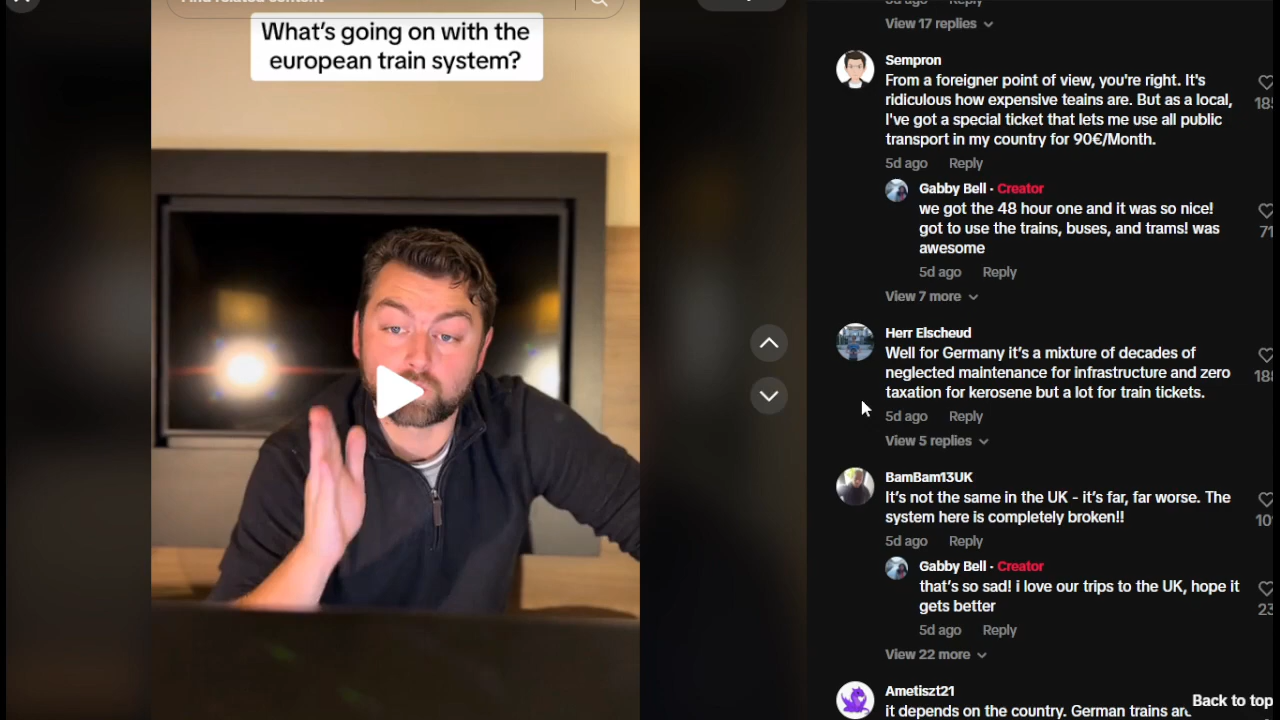 Find related content
What's going on with the
european train system?
Reply
View 17 replies
Sempron
From a foreigner point of view, you're right. It's
ridiculous how expensive teains are. But as a local,
I've got a special ticket that lets me use all public
transport in my country for 90€/Month.
5d ago Reply
Gabby Bell · Creator
we got the 48 hour one and it was so nice!
got to use the trains, buses, and trams! was
awesome
71
5d ago Reply
View 7 more
Herr Elscheud
Well for Germany it's a mixture of decades of
neglected maintenance for infrastructure and zero
taxation for kerosene but a lot for train tickets.
5d ago Reply
View 5 replies
BamBam13UK
It's not the same in the UK - it's far, far worse. The
system here is completely broken!!
5d ago Reply
Gabby Bell · Creator
that's so sad! i love our trips to the UK, hope it
gets better
23
5d ago Reply
View 22 more
Ametiszt21
it depends on the country. German trains are
Back to top